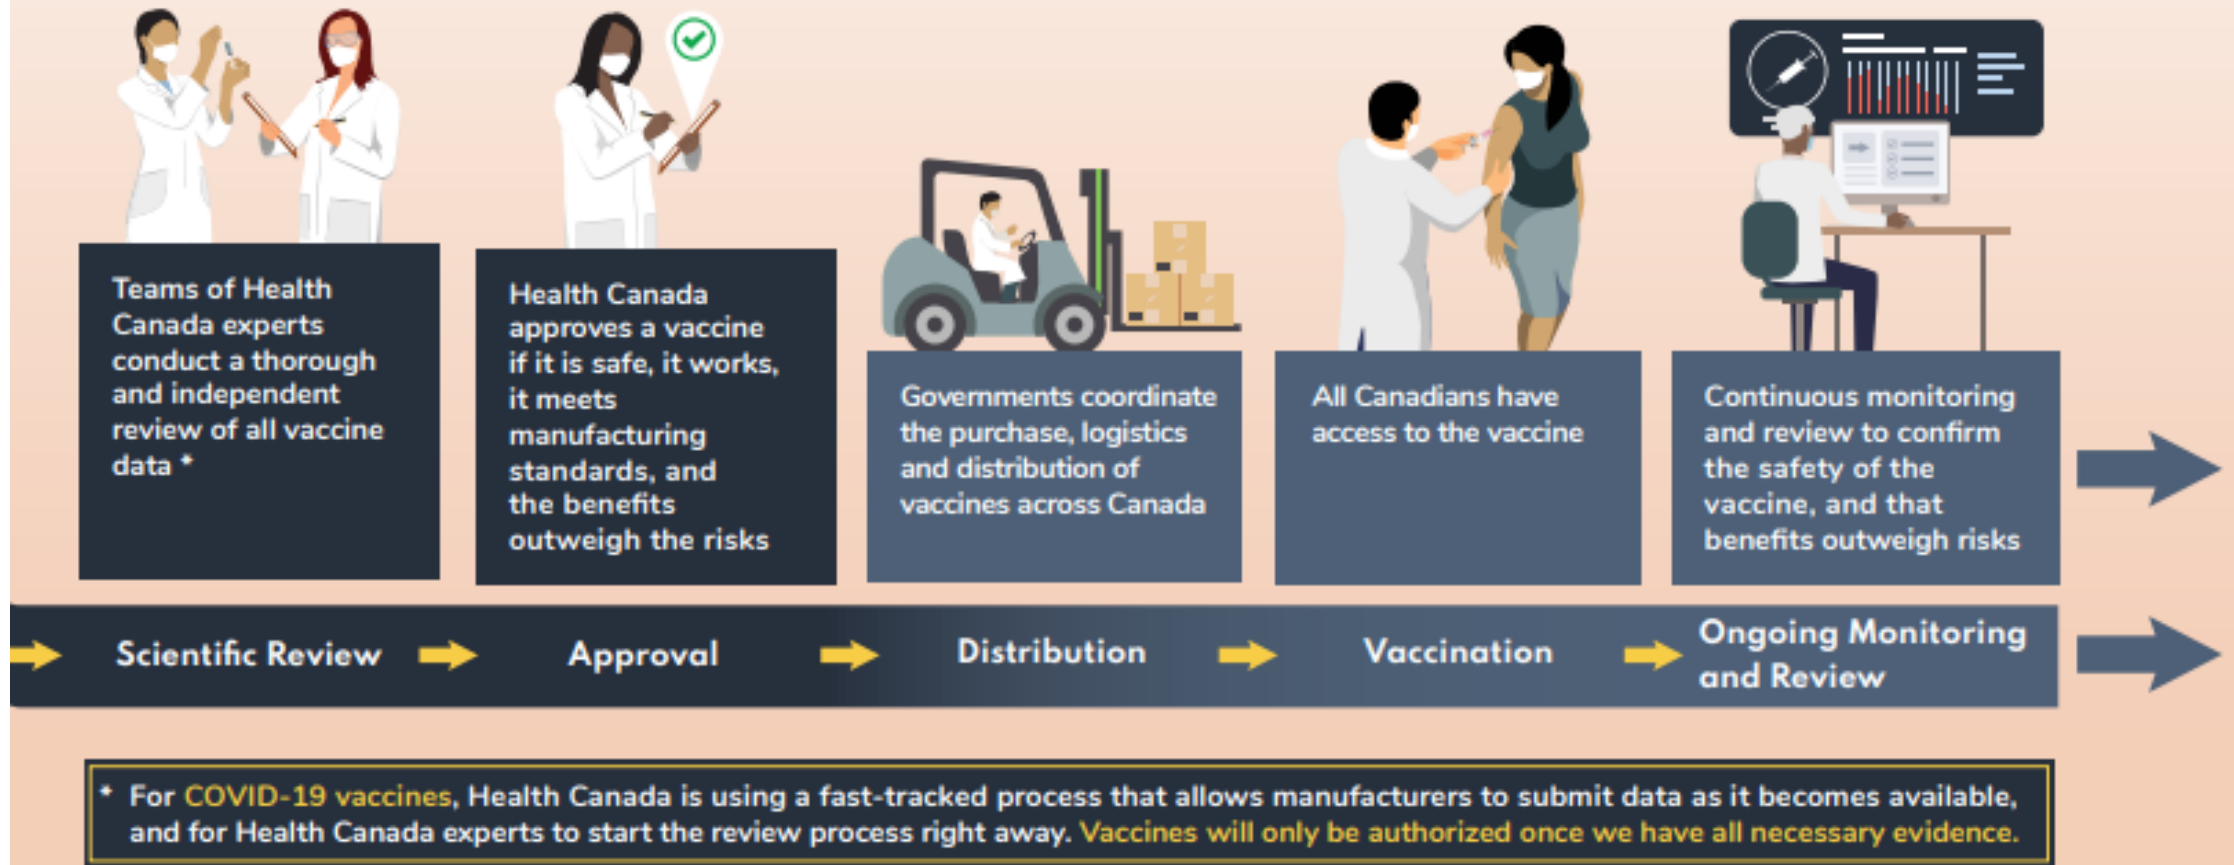 Teams of Health
Canada experts
conduct a thorough
and independent
review of all vaccine
data *
Health Canada
approves a vaccine
if it is safe, it works,
it meets
manufacturing
standards, and
the benefits
outweigh the risks
Governments coordinate
the purchase, logistics
and distribution of
vaccines across Canada
All Canadians have
access to the vaccine
Continuous monitoring
and review to confirm
the safety of the
vaccine, and that
benefits outweigh risks
Scientific Review
Approval
Distribution
Vaccination
Ongoing Monitoring
and Review
* For COVID-19 vaccines, Health Canada is using a fast-tracked process that allows manufacturers to submit data as it becomes available,
and for Health Canada experts to start the review process right away. Vaccines will only be authorized once we have all necessary evidence.